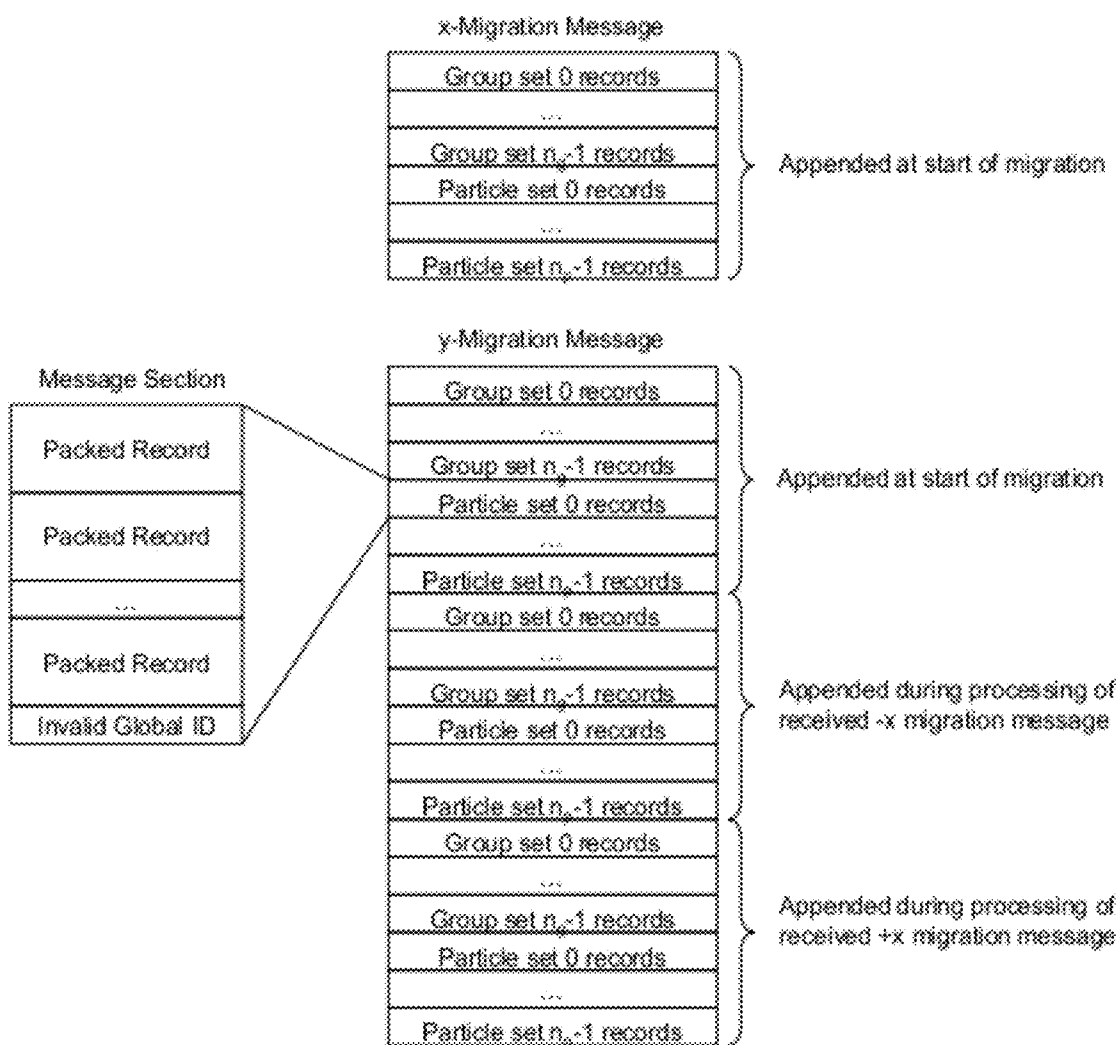 x-Migration Message
Group set 0 records
...
Group set n_g-1 records
Particle set 0 records
...
Particle set n_p-1 records
Appended at start of migration
y-Migration Message
Group set 0 records
...
Group set n_g-1 records
Particle set 0 records
...
Particle set n_p-1 records
Appended at start of migration
Group set 0 records
...
Group set n_g-1 records
Particle set 0 records
...
Particle set n_p-1 records
Appended during processing of
received -x migration message
Group set 0 records
...
Group set n_g-1 records
Particle set 0 records
...
Particle set n_p-1 records
Appended during processing of
received +x migration message
Message Section
Packed Record
Packed Record
...
Packed Record
Invalid Global ID